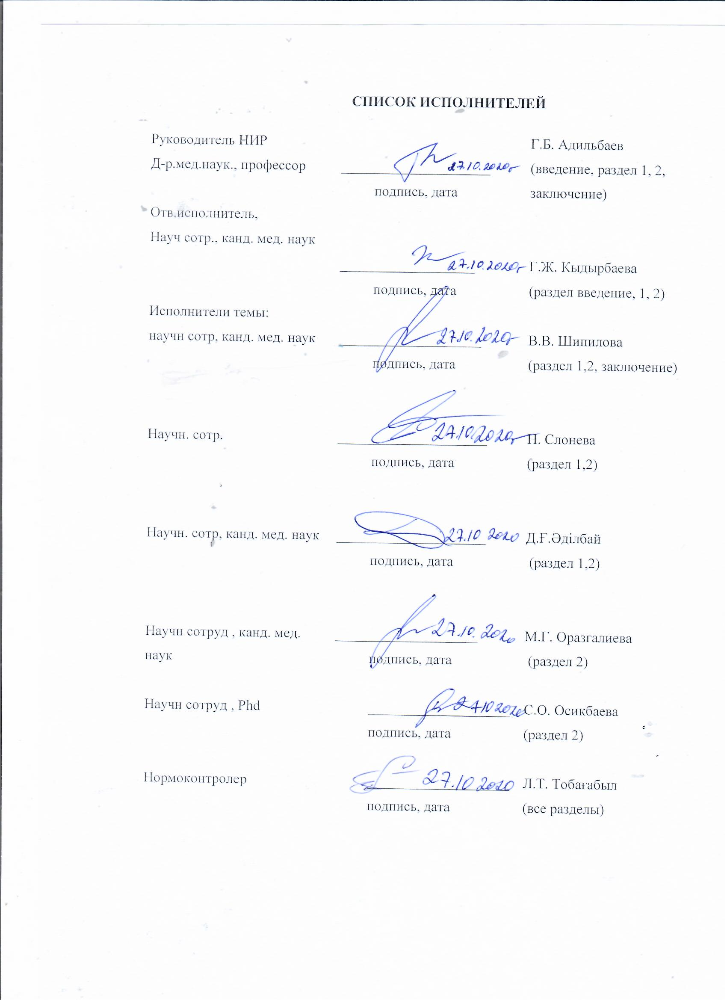 СПИСОК ИСПОЛНИТЕЛЕЙ
Руководитель НИР
Д-р.мед.наук., профессор
27.10.2020г
подпись, дата
Г.Б. Адильбаев
(введение, раздел 1, 2,
заключение)
Отв.исполнитель,
Науч сотр., канд. мед. наук
27.10.2020г
подпись, дата
Г.Ж. Кыдырбаева
(раздел введение, 1, 2)
Исполнители темы:
научн сотр, канд. мед. наук
27.10.2020г
подпись, дата
В.В. Шипилова
(раздел 1,2, заключение)
Научн. сотр.
27.10.2020г
подпись, дата
Н. Слонева
(раздел 1,2)
Научн. сотр, канд. мед. наук
27.10 2020
подпись, дата
Д.Ғ.Әділбай
(раздел 1,2)
Научн сотруд , канд. мед.
наук
27.10. 2020
подпись, дата
М.Г. Оразгалиева
(раздел 2)
Научн сотруд , Phd
27 10 2020
подпись, дата
С.О. Осикбаева
(раздел 2)
Нормоконтролер
27.10 2020
подпись, дата
Л.Т. Тобағабыл
(все разделы)